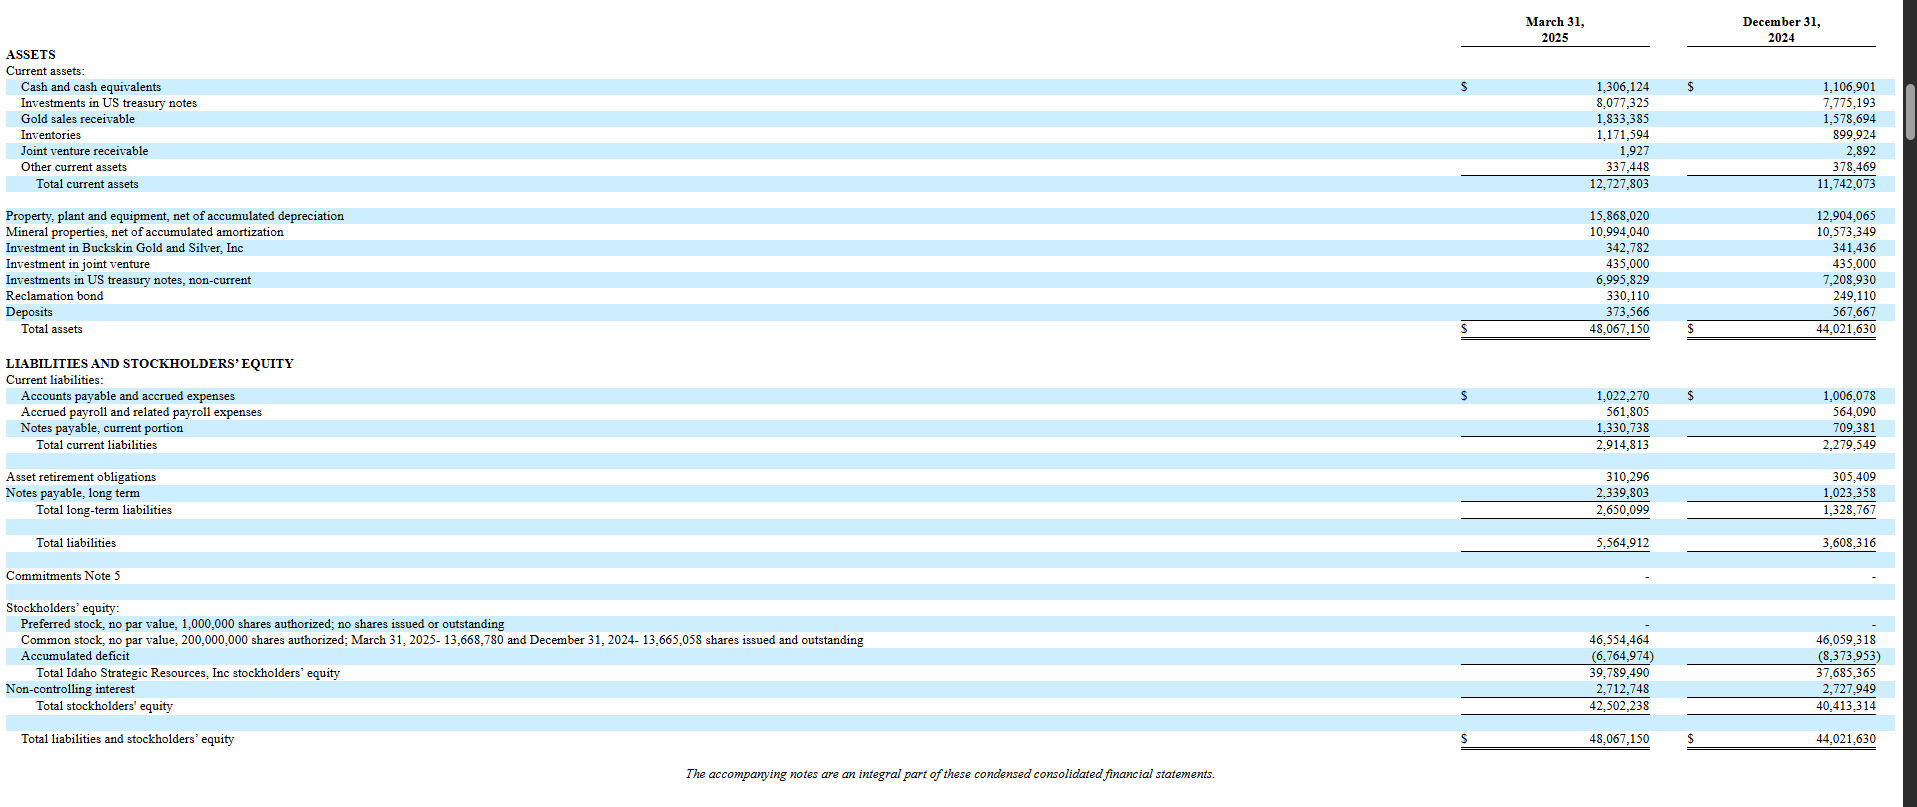 March 31, December 31,
2025 2024
ASSETS
Current assets:
Cash and cash equivalents $ 1,306,124 $ 1,106,901
Investments in US treasury notes 8,077,325 7,775,193
Gold sales receivable 1,833,385 1,578,694
Inventories 1,171,594 899,924
Joint venture receivable 1,927 2,892
Other current assets 337,448 378,469
Total current assets 12,727,803 11,742,073
Property, plant and equipment, net of accumulated depreciation 15,868,020 12,904,065
Mineral properties, net of accumulated amortization 10,994,040 10,573,349
Investment in Buckskin Gold and Silver, Inc 342,782 341,436
Investment in joint venture 435,000 435,000
Investments in US treasury notes, non-current 6,995,829 7,208,930
Reclamation bond 330,110 249,110
Deposits 373,566 567,667
Total assets $ 48,067,150 $ 44,021,630
LIABILITIES AND STOCKHOLDERS’ EQUITY
Current liabilities:
Accounts payable and accrued expenses $ 1,022,270 $ 1,006,078
Accrued payroll and related payroll expenses 561,805 564,090
Notes payable, current portion 1,330,738 709,381
Total current liabilities 2,914,813 2,279,549
Asset retirement obligations 310,296 305,409
Notes payable, long term 2,339,803 1,023,358
Total long-term liabilities 2,650,099 1,328,767
Total liabilities 5,564,912 3,608,316
Commitments Note 5 - -
Stockholders’ equity:
Preferred stock, no par value, 1,000,000 shares authorized; no shares issued or outstanding - -
Common stock, no par value, 200,000,000 shares authorized; March 31, 2025- 13,668,780 and December 31, 2024- 13,665,058 shares issued and outstanding 46,554,464 46,059,318
Accumulated deficit (6,764,974) (8,373,953)
Total Idaho Strategic Resources, Inc stockholders’ equity 39,789,490 37,685,365
Non-controlling interest 2,712,748 2,727,949
Total stockholders' equity 42,502,238 40,413,314
Total liabilities and stockholders’ equity $ 48,067,150 $ 44,021,630
The accompanying notes are an integral part of these condensed consolidated financial statements.